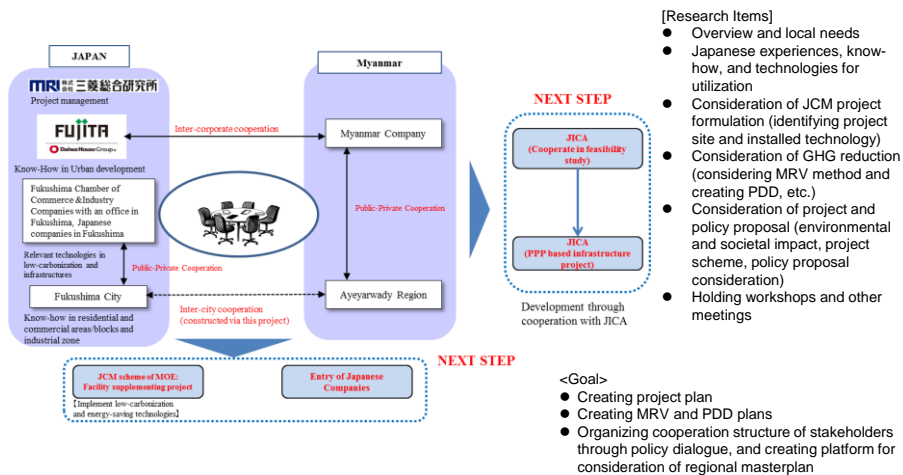 JAPAN
MRI 株式会社 三菱総合研究所
Project management
FUJITA
Daiwa House Group®
Know-How in Urban development
Fukushima Chamber of
Commerce &Industry
Companies with an office in
Fukushima, Japanese
companies in Fukushima
Relevant technologies in
low-carbonization and
infrastructures
Public-Private Cooperation
Fukushima City
Know-how in residential and
commercial areas/blocks and
industrial zone
Inter-corporate cooperation
Inter-city cooperation
(constructed via this project)
Myanmar
Myanmar Company
Public-Private Cooperation
Ayeyarwady Region
NEXT STEP
JICA
(Cooperate in feasibility
study)
JICA
(PPP based infrastructure
project)
Development through
cooperation with JICA
NEXT STEP
JCM scheme of MOE:
Facility supplementing project
【Implement low-carbonization
and energy-saving technologies】
Entry of Japanese
Companies
[Research Items]
● Overview and local needs
● Japanese experiences, know-
how, and technologies for
utilization
● Consideration of JCM project
formulation (identifying project
site and installed technology)
● Consideration of GHG reduction
(considering MRV method and
creating PDD, etc.)
● Consideration of project and
policy proposal (environmental
and societal impact, project
scheme, policy proposal
consideration)
● Holding workshops and other
meetings
<Goal>
● Creating project plan
● Creating MRV and PDD plans
● Organizing cooperation structure of stakeholders
through policy dialogue, and creating platform for
consideration of regional masterplan